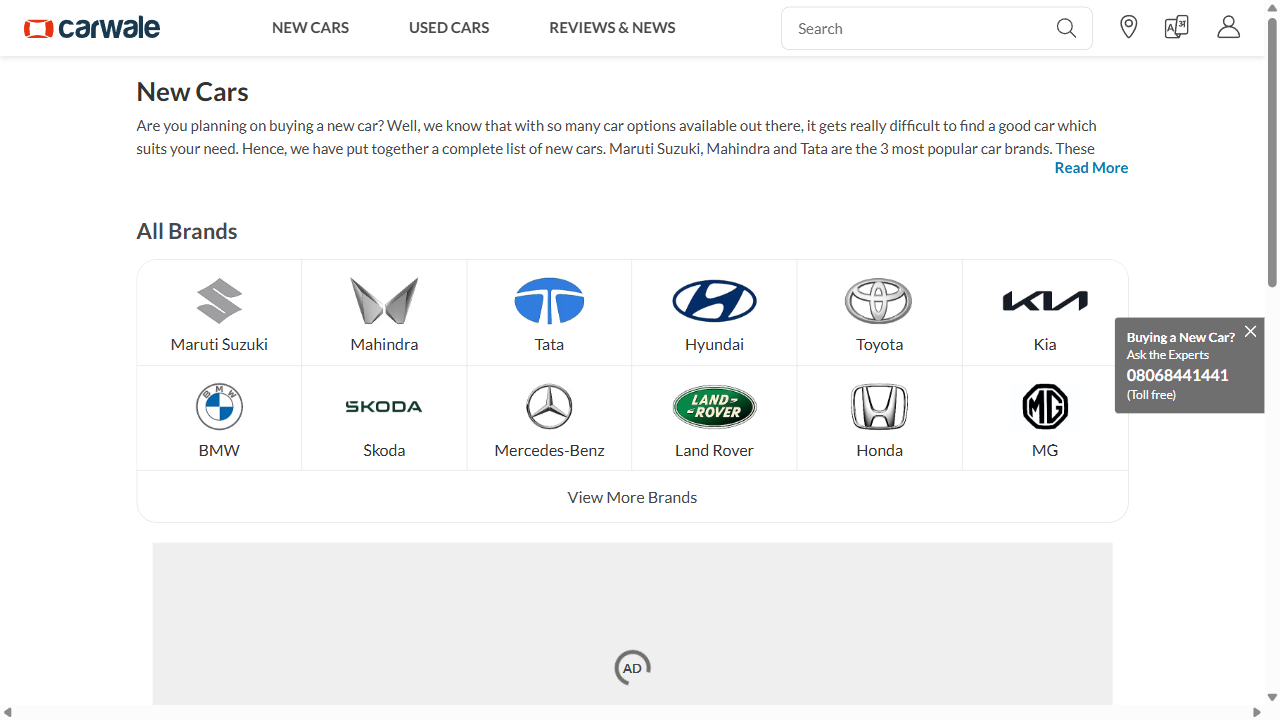 carwale
NEW CARS
USED CARS
REVIEWS & NEWS
Search
A अ
New Cars
Are you planning on buying a new car? Well, we know that with so many car options available out there, it gets really difficult to find a good car which
suits your need. Hence, we have put together a complete list of new cars. Maruti Suzuki, Mahindra and Tata are the 3 most popular car brands. These
Read More
All Brands
KIA
Maruti Suzuki
Mahindra
Tata
Hyundai
Toyota
Kia
BMW
ŠKODA
LAND-
-ROVER
MG
BMW
Skoda
Mercedes-Benz
Land Rover
Honda
MG
View More Brands
Buying a New Car?
Ask the Experts
08068441441
(Toll free)
AD